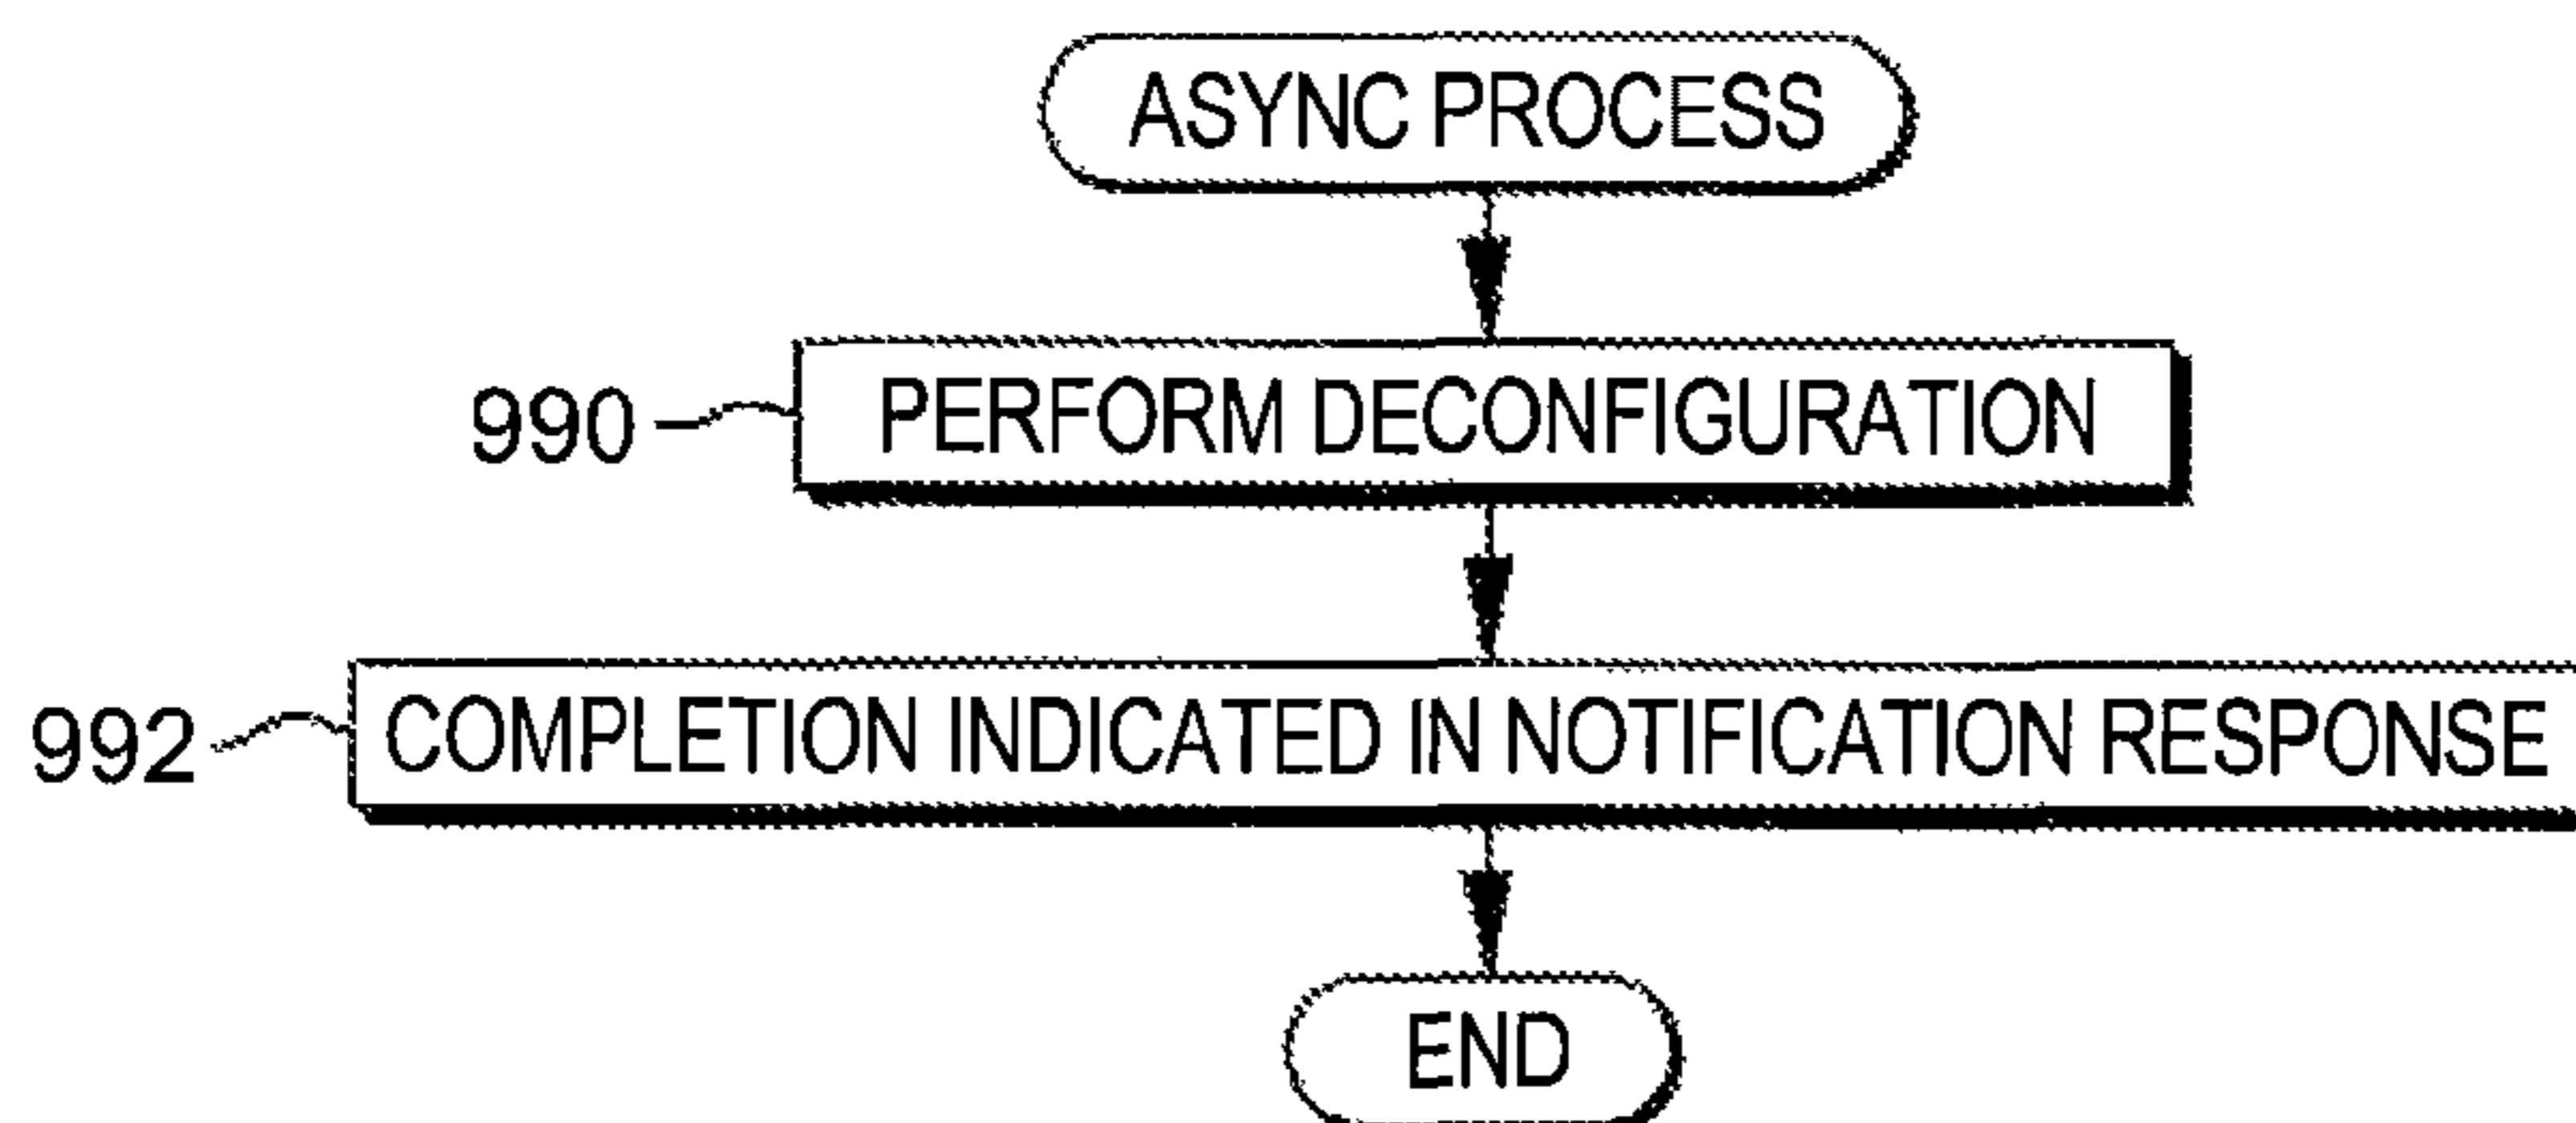 ASYNC PROCESS
990 PERFORM DECONFIGURATION
992 COMPLETION INDICATED IN NOTIFICATION RESPONSE
END